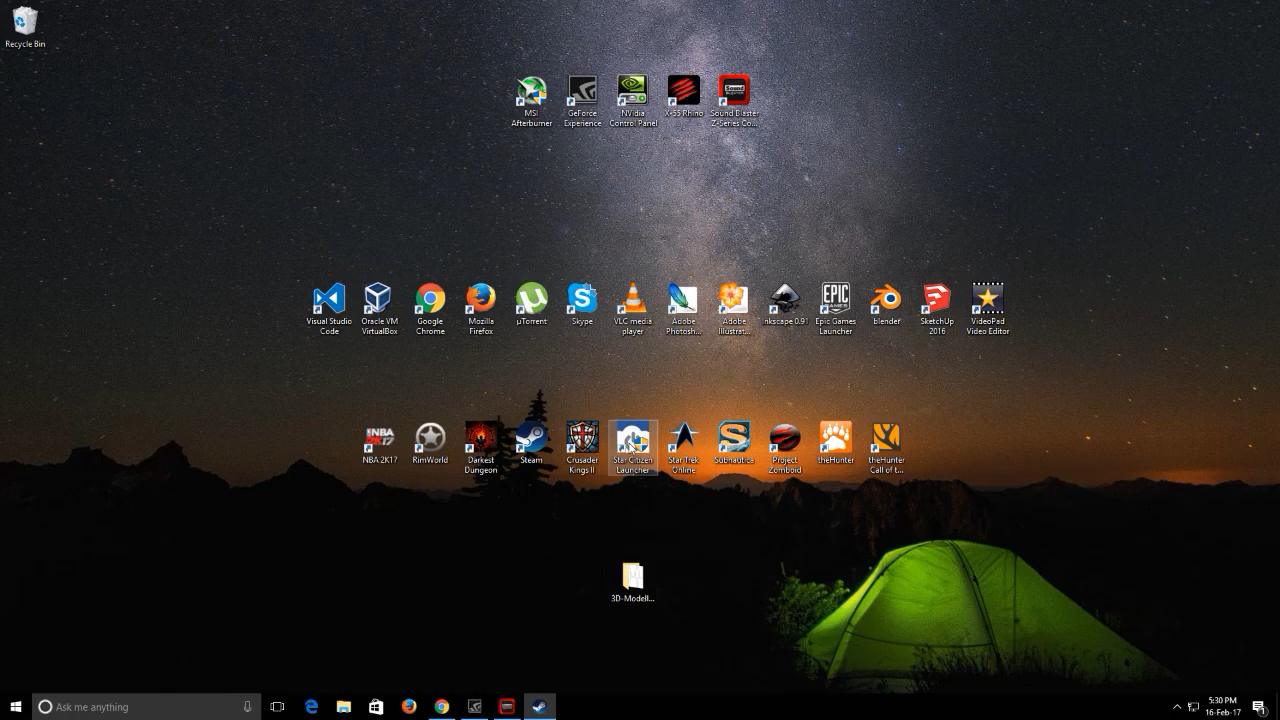 Recycle Bin
MSI Afterburner
GeForce Experience
NVidia Control Panel
X-55 Rhino
Sound Blaster Z-Series Co...
Visual Studio Code
Oracle VM VirtualBox
Google Chrome
Mozilla Firefox
µTorrent
Skype
VLC media player
Adobe Photosh...
Adobe Illustrat...
Inkscape 0.91
EPIC GAMES
Epic Games Launcher
blender
SketchUp 2016
VideoPad Video Editor
NBA 2K17
NBA 2K17
RimWorld
Darkest Dungeon
Steam
Crusader Kings II
Star Citizen Launcher
Star Trek Online
Subnautica
Project Zomboid
theHunter
theHunter Call of t...
3D-Modell...
Ask me anything
5:30 PM
16-Feb-17